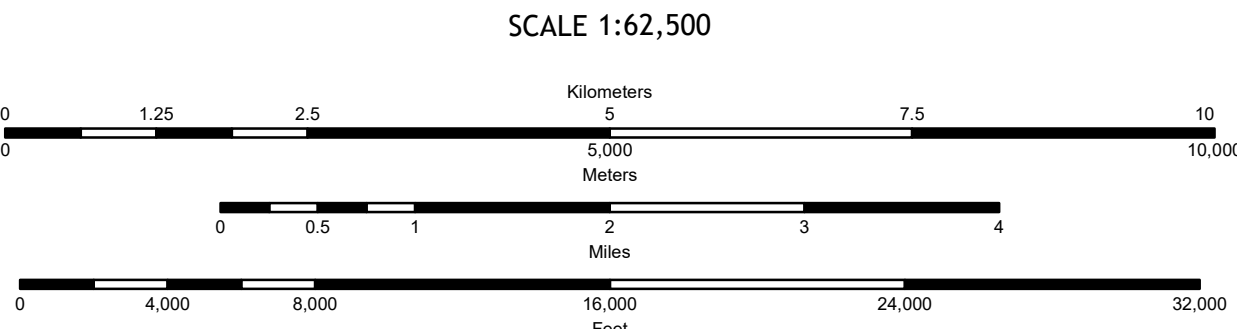 SCALE 1:62,500
Kilometers
0 1.25 2.5 5 7.5 10
0 5,000 10,000
Meters
0 0.5 1 2 3 4
Miles
0 4,000 8,000 16,000 24,000 32,000
Feet